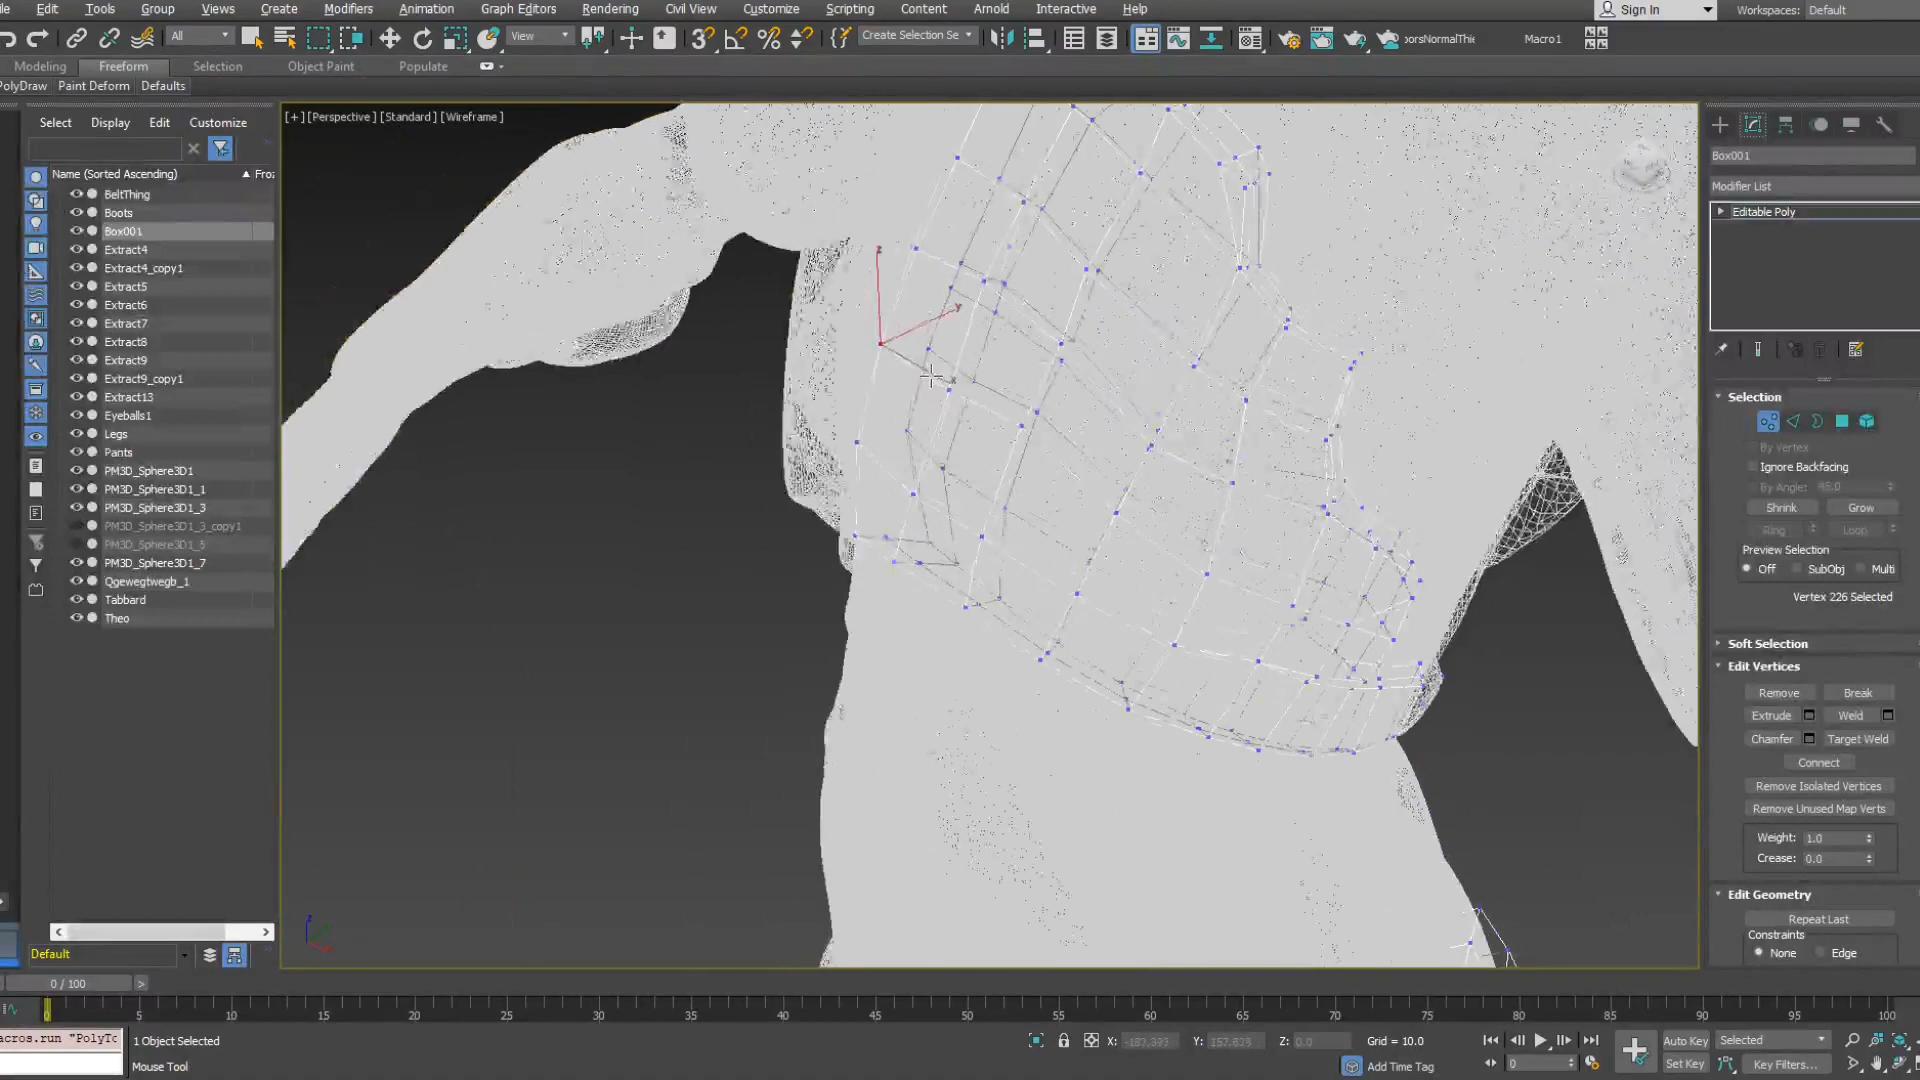 Edit Tools Group Views Create Modifiers Animation Graph Editors Rendering Civil View Customize Scripting Content Arnold Interactive Help Sign In Workspaces: Default
All View Create Selection Se Macro1
Modeling Freeform Selection Object Paint Populate
PolyDraw Paint Deform Defaults
Select Display Edit Customize
[+] [Perspective] [Standard] [Wireframe]
Name (Sorted Ascending) Fro
BeltThing
Boots
Box001
Extract4
Extract4_copy1
Extract5
Extract6
Extract7
Extract8
Extract9
Extract9_copy1
Extract13
Eyeballs1
Legs
Pants
PM3D_Sphere3D1
PM3D_Sphere3D1_1
PM3D_Sphere3D1_3
PM3D_Sphere3D1_3_copy1
PM3D_Sphere3D1_5
PM3D_Sphere3D1_7
Qgewegtwegb_1
Tabbard
Theo
Default
Box001
Modifier List
Editable Poly
Selection
By Vertex
Ignore Backfacing
By Angle: 45.0
Shrink Grow
Ring Loop
Preview Selection
Off SubObj Multi
Vertex 226 Selected
Soft Selection
Edit Vertices
Remove Break
Extrude Weld
Chamfer Target Weld
Connect
Remove Isolated Vertices
Remove Unused Map Verts
Weight: 1.0
Crease: 0.0
Edit Geometry
Repeat Last
Constraints
None Edge
0 / 100
0 5 10 15 20 25 30 35 40 45 50 55 60 65 70 75 80 85 90 95 100
acros.run "PolyTo
1 Object Selected
X: Y: Z: 0.0 Grid = 10.0
Auto Key Selected
Mouse Tool
Add Time Tag
0
Set Key Key Filters...